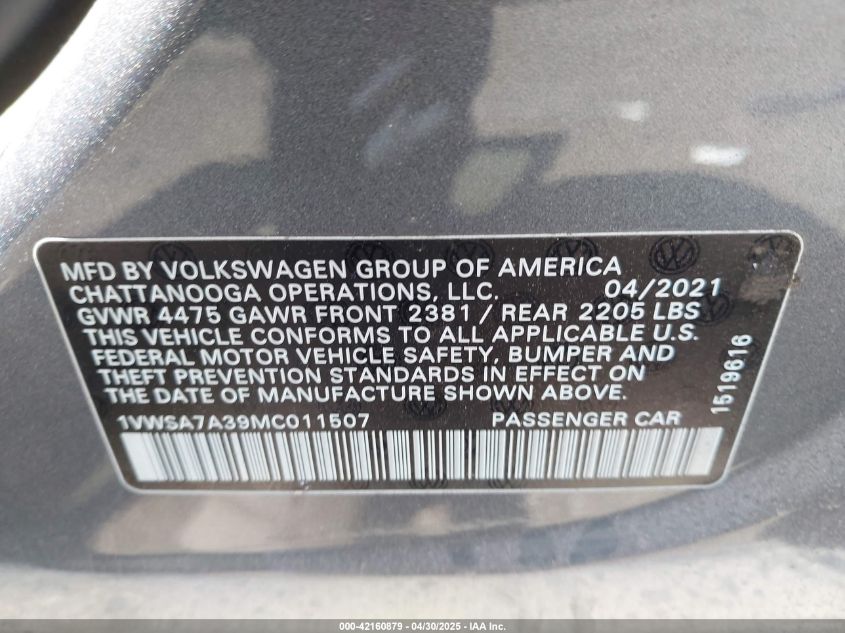 MFD BY VOLKSWAGEN GROUP OF AMERICA
CHATTANOOGA OPERATIONS, LLC. 04/2021
GVWR 4475 GAWR FRONT 2381 / REAR 2205 LBS
THIS VEHICLE CONFORMS TO ALL APPLICABLE U.S.
FEDERAL MOTOR VEHICLE SAFETY, BUMPER AND
THEFT PREVENTION STANDARDS IN EFFECT ON
THE DATE OF MANUFACTURE SHOWN ABOVE.
1VWSA7A39MC011507 PASSENGER CAR
1519616
000-42160879 - 04/30/2025 - IAA Inc.